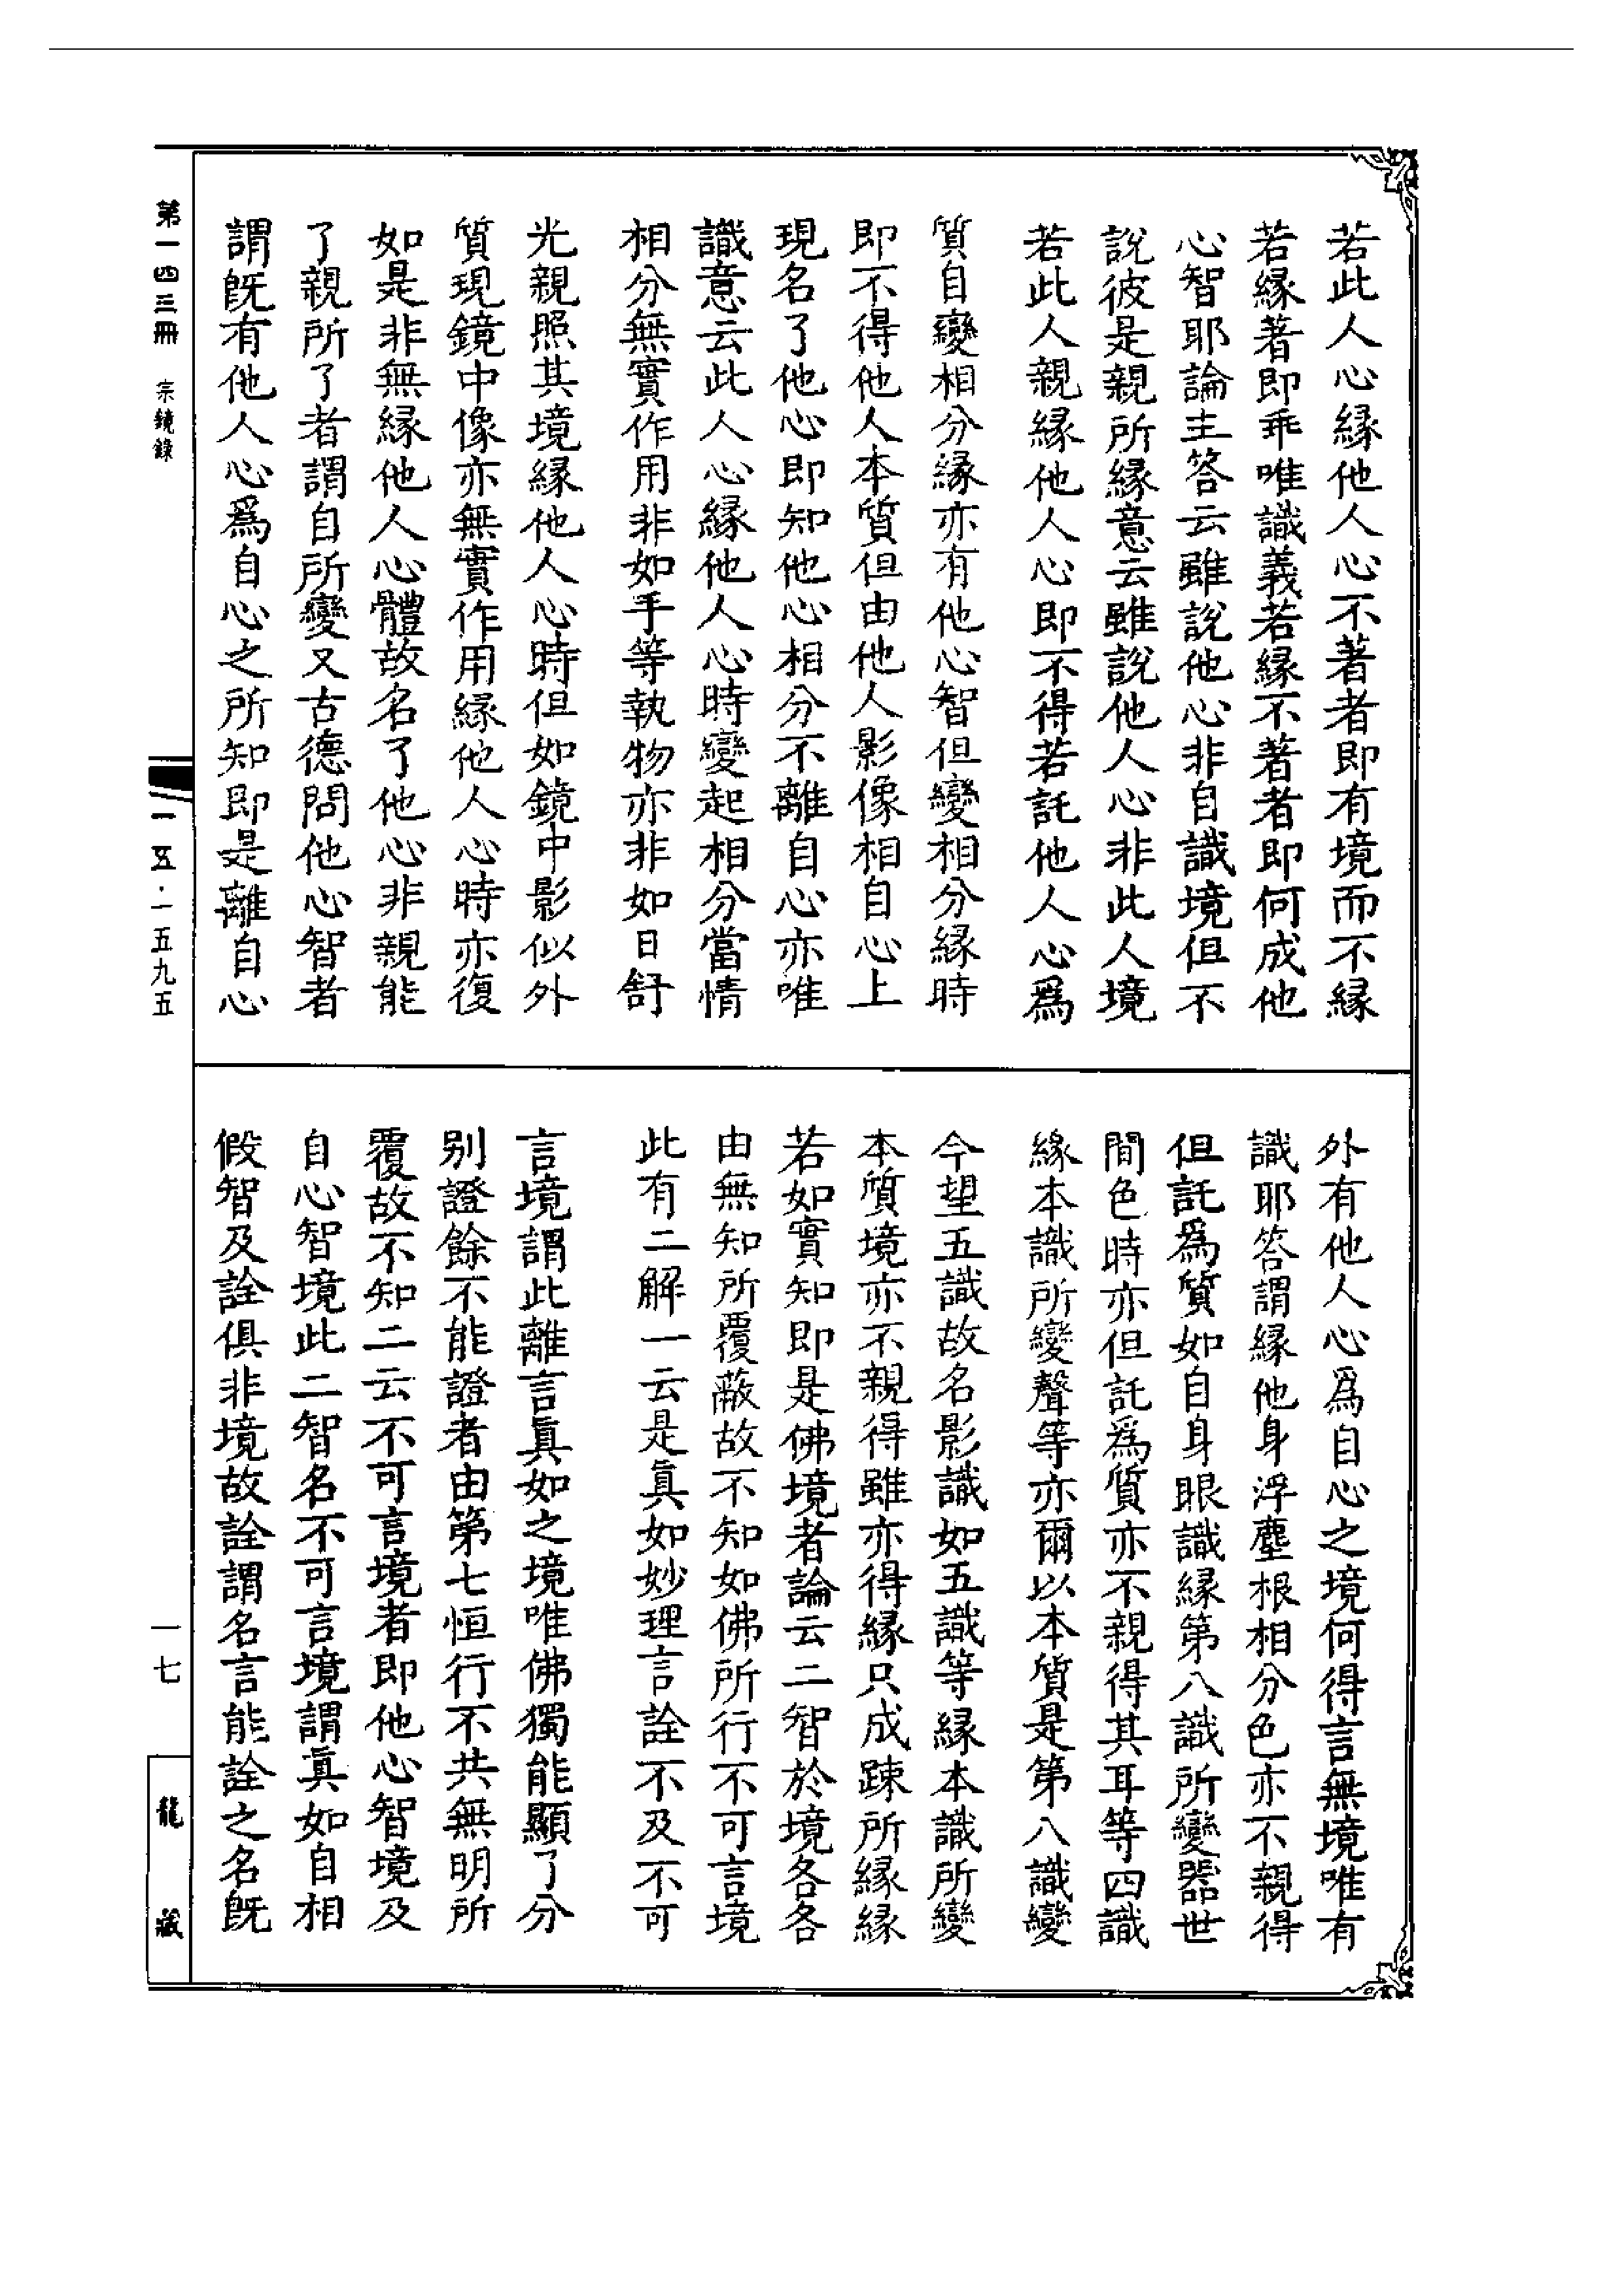 若此人心緣他人心不著者即有境而不緣
若緣著即乖唯識義若緣不著者即何成他
心智耶論主答云雖說他心非自識境但不
說彼是親所緣意云雖說他人心非此人境
若此人親緣他人心即不得若託他人心爲
質自變相分緣亦有他心智但變相分緣時
即不得他人本質但由他人影像相自心上
現名了他心即知他心相分不離自心亦唯
識意云此人心緣他人心時變起相分當情
相分無實作用非如手等執物亦非如日舒
光親照其境緣他人心時但如鏡中影似外
質現鏡中像亦無實作用緣他人心時亦復
如是非無緣他人心體故名了他心非親能
了親所了者謂自所變又古德問他心智者
謂旣有他人心爲自心之所知即是離自心
外有他人心爲自心之境何得言無境唯有
識耶答謂緣他身浮塵根相分色亦不親得
但託爲質如自身眼識緣第八識所變器世
間色時亦但託爲質亦不親得其耳等四識
緣本識所變聲等亦爾以本質是第八識變
今望五識故名影識如五識等緣本識所變
本質境亦不親得雖亦得緣只成踈所緣緣
若如實知即是佛境者論云二智於境各各
由無知所覆蔽故不知如佛所行不可言境
此有二解一云是眞如妙理言詮不及不可
言境謂此離言眞如之境唯佛獨能顯了分
別證餘不能證者由第七恒行不共無明所
覆故不知二云不可言境者即他心智境及
自心智境此二智名不可言境謂眞如自相
假智及詮俱非境故詮謂名言能詮之名旣
第一四三冊 宗鏡錄
一五·一五九五
一七
龍藏